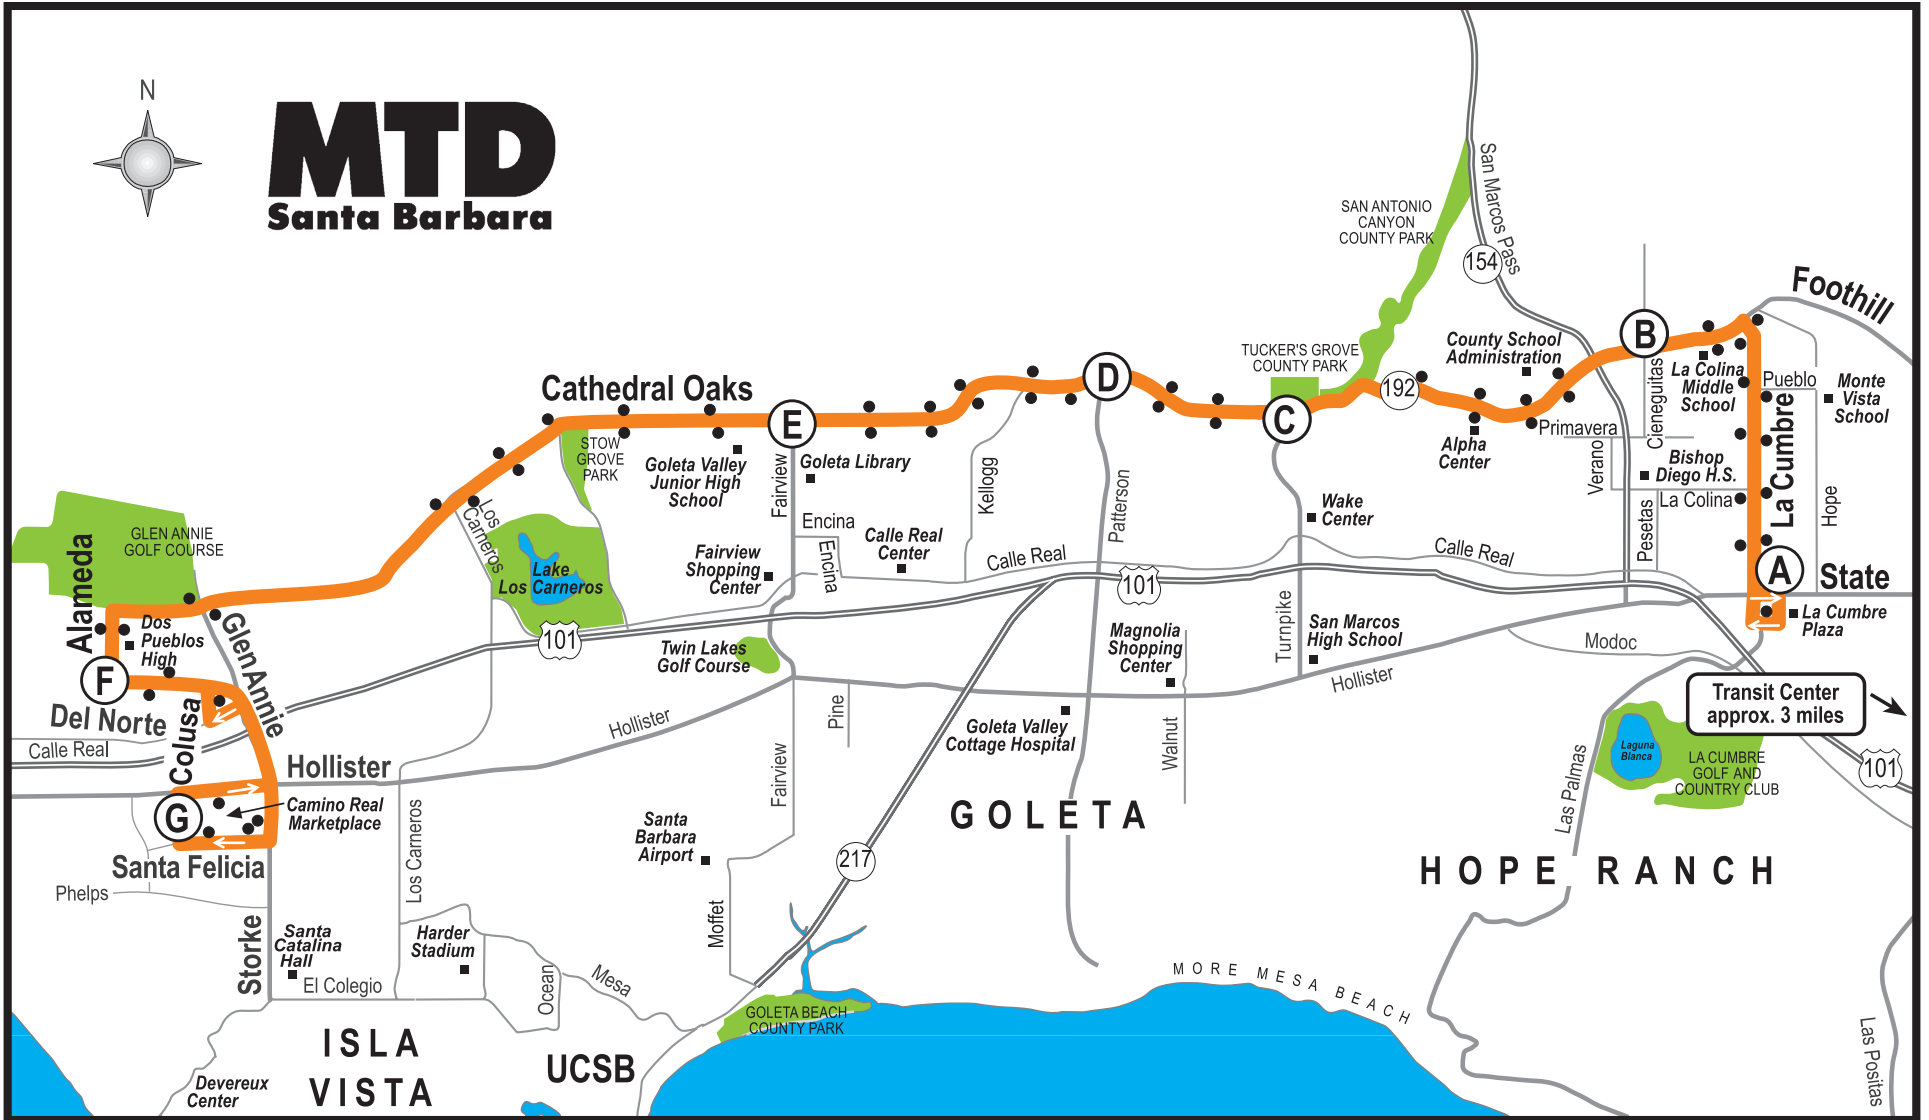 N
MTD
Santa Barbara
San Marcos Pass
SAN ANTONIO
CANYON
COUNTY PARK
154
Foothill
TUCKER'S GROVE
COUNTY PARK
County School
Administration
B
La Colina
Middle
School
Pueblo
Monte
Vista
School
Cathedral Oaks
D
192
C
E
Primavera
Cieneguitas
La Cumbre
Alpha
Center
Verano
Bishop
Diego H.S.
La Colina
Hope
Pesetas
STOW
GROVE
PARK
Goleta Valley
Junior High
School
Fairview
Goleta Library
Kellogg
Patterson
Wake
Center
Los
Carneros
Encina
Encina
Calle Real
Center
Calle Real
Calle Real
Fairview
Shopping
Center
GLEN ANNIE
GOLF COURSE
Alameda
Lake
Los Carneros
101
101
A
State
La Cumbre
Plaza
Dos
Pueblos
High
Glen Annie
F
Twin Lakes
Golf Course
Magnolia
Shopping
Center
Turnpike
San Marcos
High School
Modoc
Hollister
Transit Center
approx. 3 miles
Del Norte
Colusa
Calle Real
Hollister
Pine
Goleta Valley
Cottage Hospital
Walnut
Las Palmas
Laguna
Blanca
LA CUMBRE
GOLF AND
COUNTRY CLUB
101
Hollister
Fairview
G
Camino Real
Marketplace
Santa
Barbara
Airport
GOLETA
217
HOPE RANCH
Santa Felicia
Phelps
Los Carneros
Storke
Santa
Catalina
Hall
El Colegio
Harder
Stadium
Ocean
Mesa
Moffet
MORE MESA BEACH
GOLETA BEACH
COUNTY PARK
ISLA
VISTA
UCSB
Devereux
Center
Las Positas